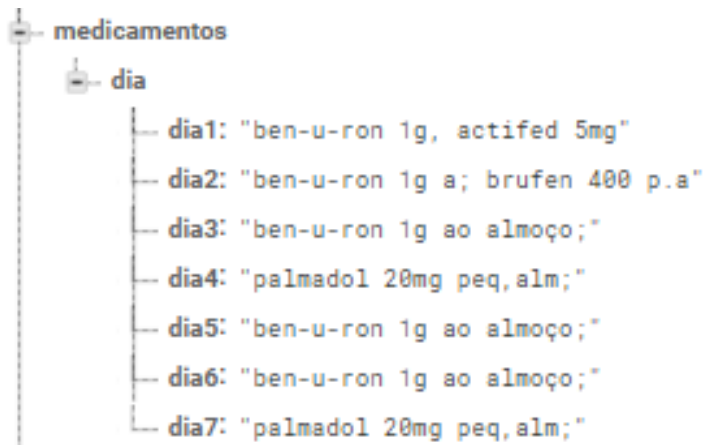 medicamentos
dia
dia1: "ben-u-ron 1g, actifed 5mg"
dia2: "ben-u-ron 1g a; brufen 400 p.a"
dia3: "ben-u-ron 1g ao almoço;"
dia4: "palmadol 20mg peq,alm;"
dia5: "ben-u-ron 1g ao almoço;"
dia6: "ben-u-ron 1g ao almoço;"
dia7: "palmadol 20mg peq,alm;"